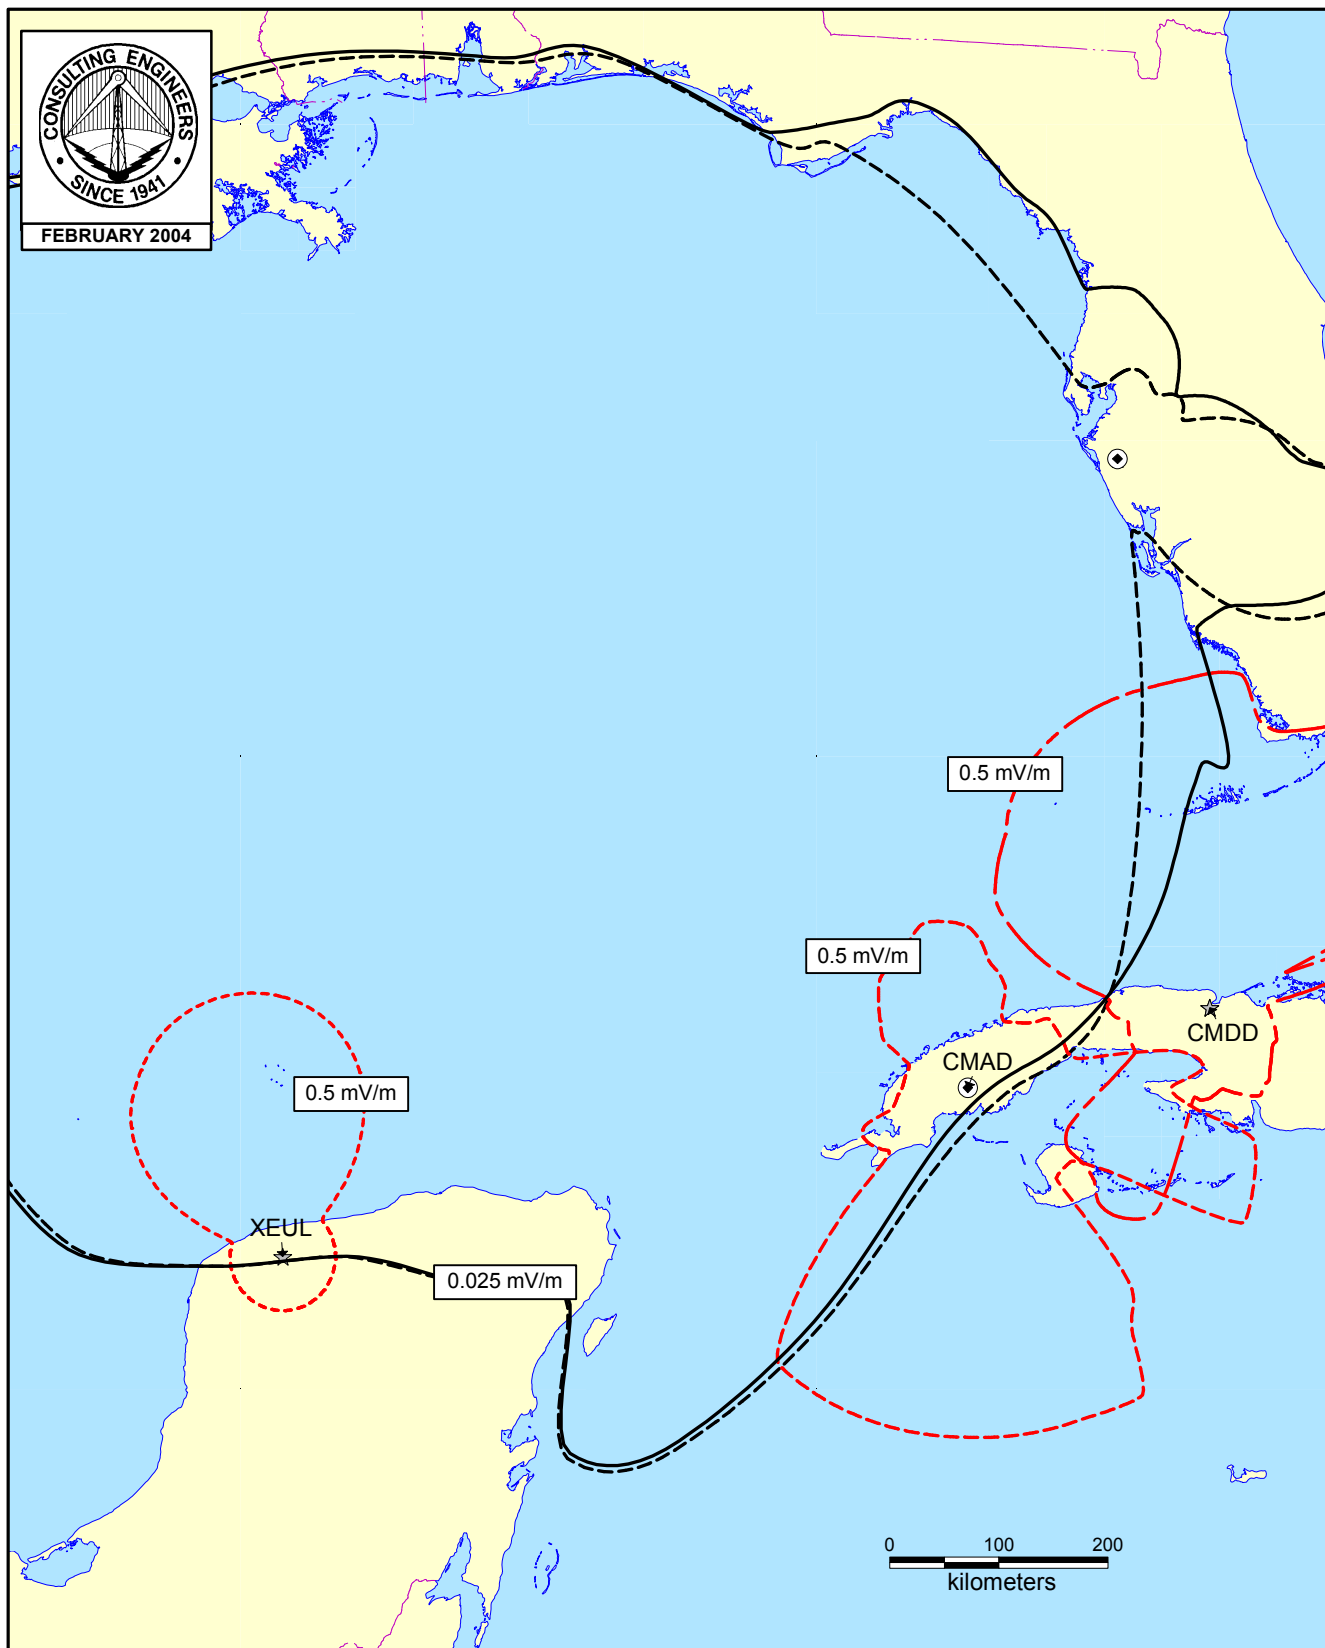 CONSULTING ENGINEERS
SINCE 1941
FEBRUARY 2004
0.5 mV/m
0.5 mV/m
CMDD
CMAD
0.5 mV/m
XEUL
0.025 mV/m
0 100 200
kilometers